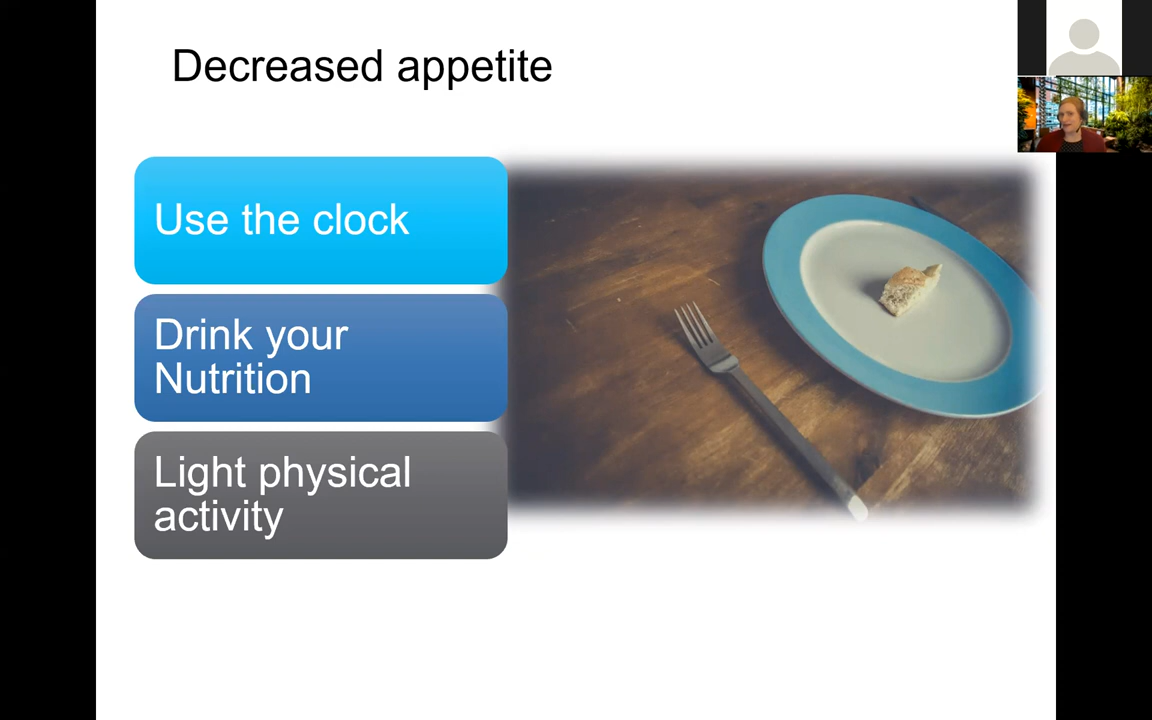 Decreased appetite
Use the clock
Drink your
Nutrition
Light physical
activity